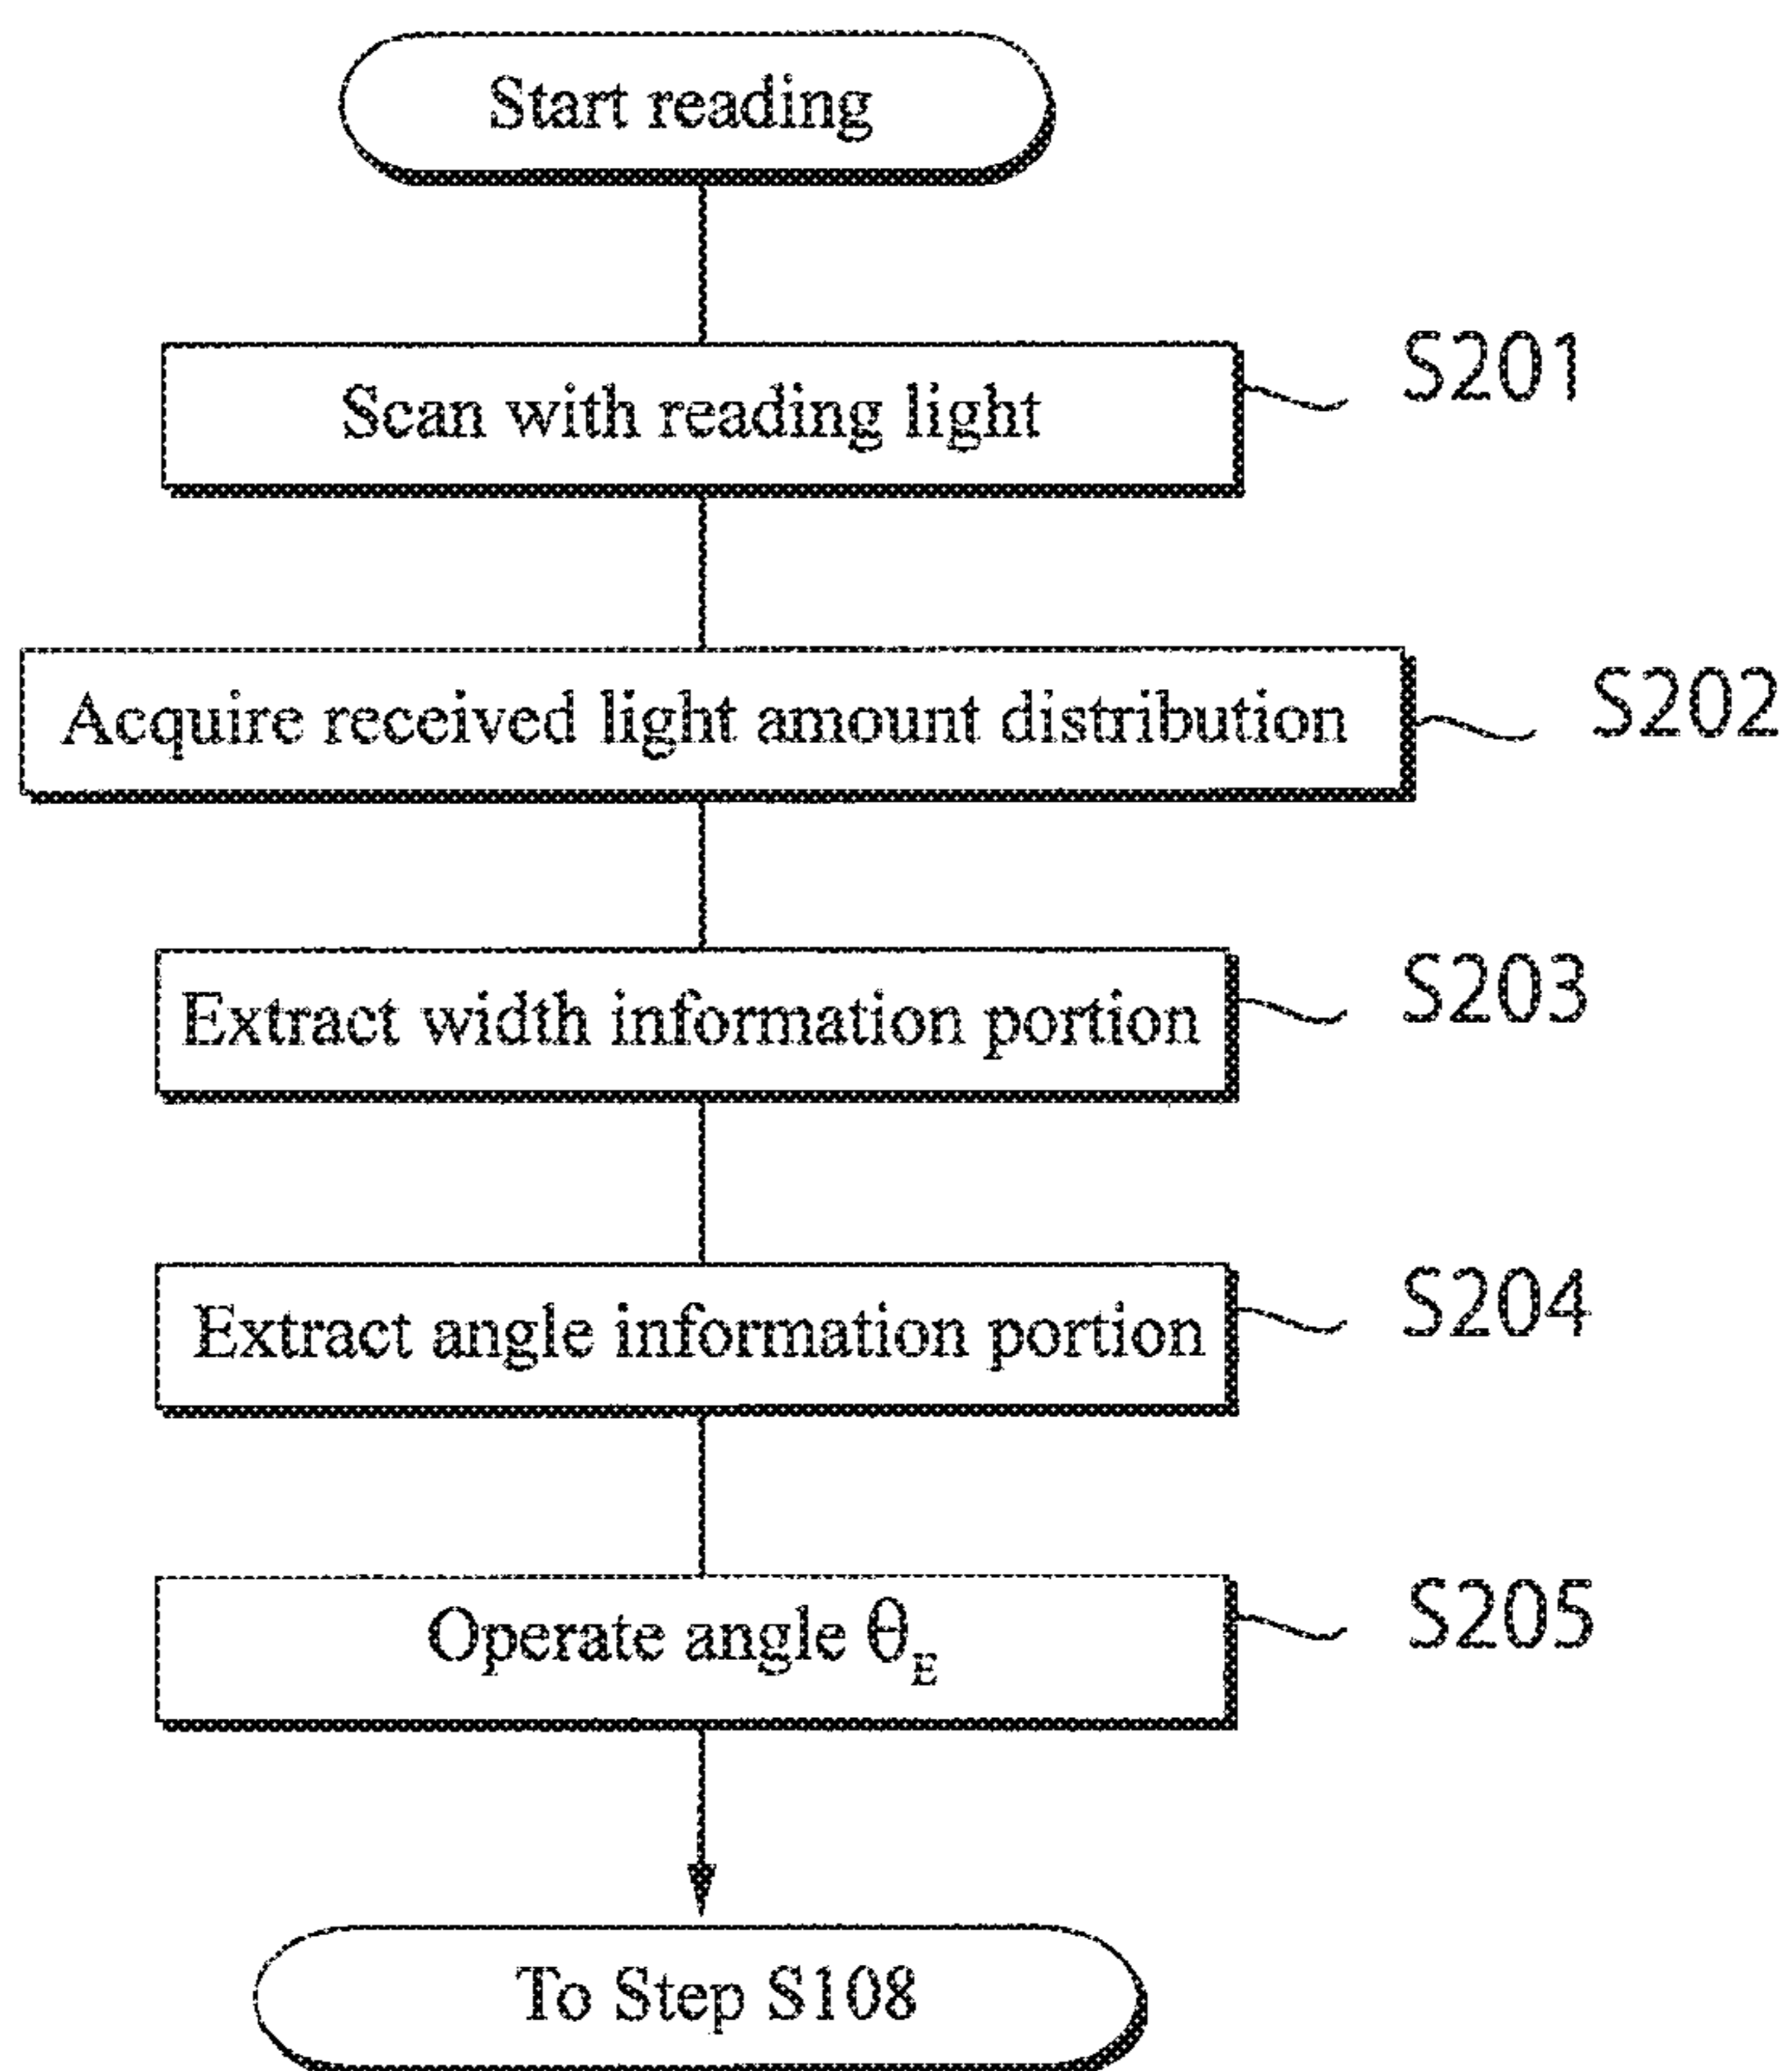 Start reading
Scan with reading light
S201
Acquire received light amount distribution
S202
Extract width information portion
S203
Extract angle information portion
S204
Operate angle θE
S205
To Step S108